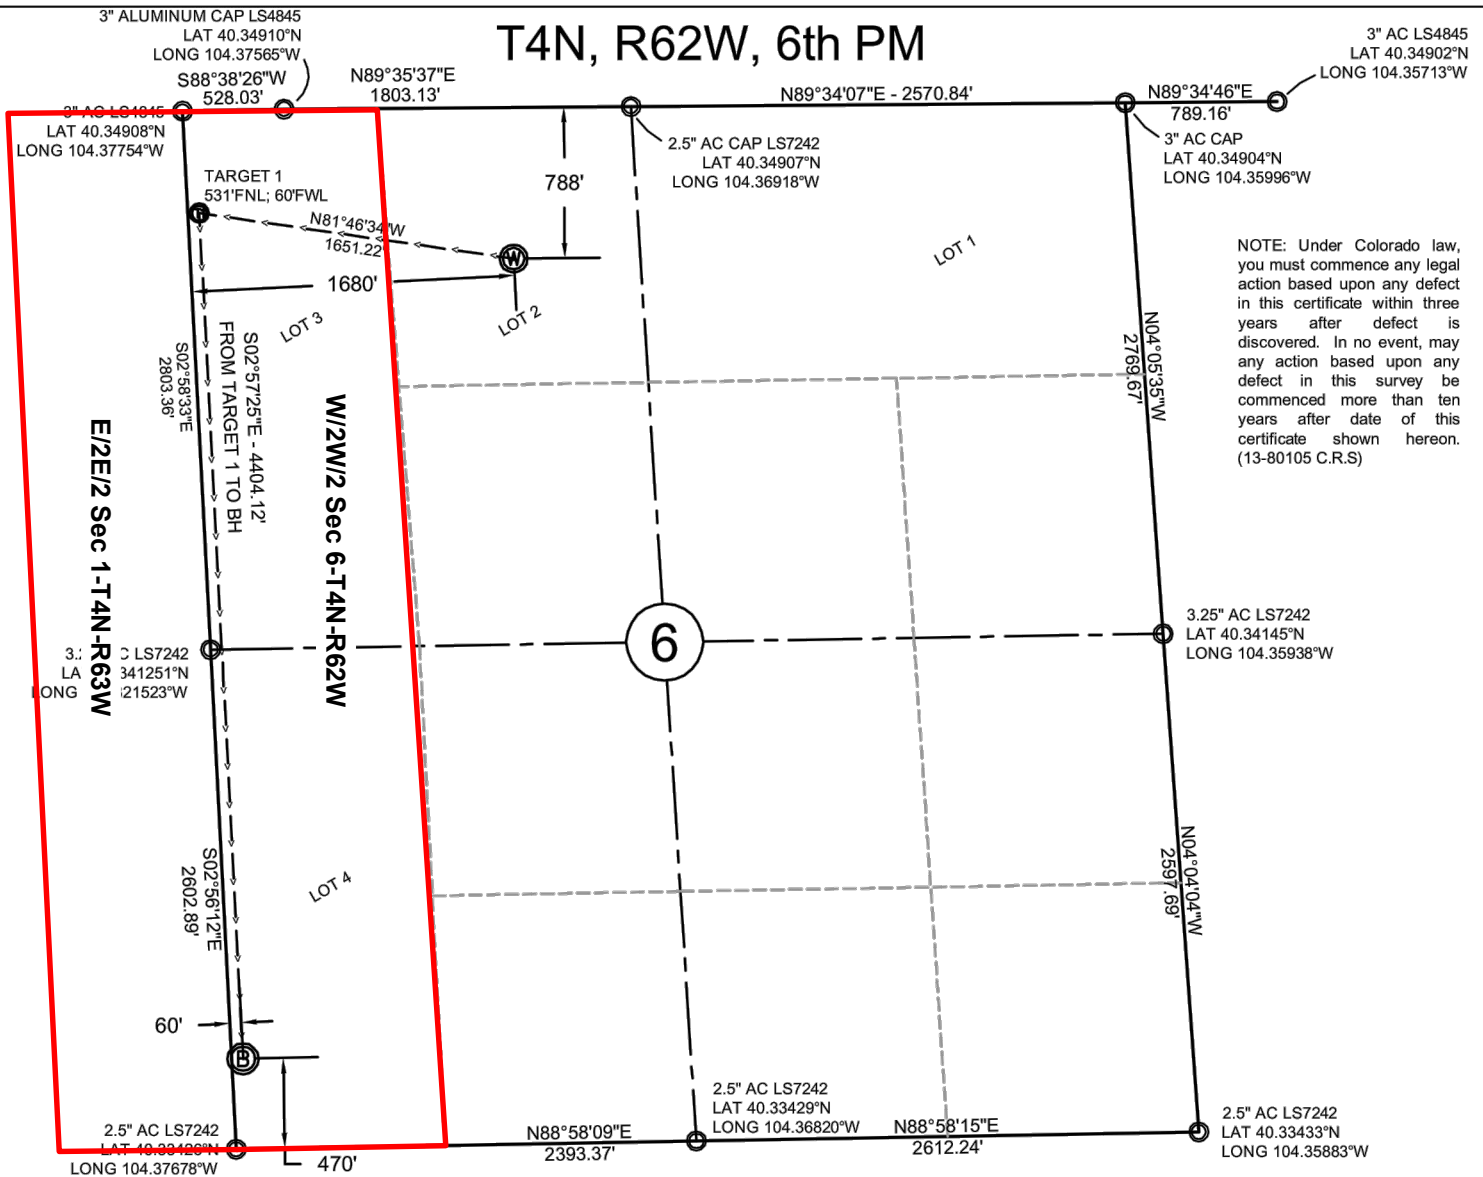 T4N, R62W, 6th PM
3" ALUMINUM CAP LS4845
LAT 40.34910°N
LONG 104.37565°W
S88°38'26"W
528.03'
N89°35'37"E
1803.13'
N89°34'07"E - 2570.84'
N89°34'46"E
789.16'
3" AC LS4845
LAT 40.34902°N
LONG 104.35713°W
3" AC LS4845
LAT 40.34908°N
LONG 104.37754°W
2.5" AC CAP LS7242
LAT 40.34907°N
LONG 104.36918°W
3" AC CAP
LAT 40.34904°N
LONG 104.35996°W
TARGET 1
531'FNL; 60'FWL
N81°46'34"W
1651.22'
788'
W
1680'
LOT 3
LOT 2
LOT 1
NOTE: Under Colorado law,
you must commence any legal
action based upon any defect
in this certificate within three
years after defect is
discovered. In no event, may
any action based upon any
defect in this survey be
commenced more than ten
years after date of this
certificate shown hereon.
(13-80105 C.R.S)
S02°58'33"E
2803.36'
S02°57'25"E - 4404.12'
FROM TARGET 1 TO BH
N04°05'35"W
2769.67'
E/2E/2 Sec 1-T4N-R63W
W/2W/2 Sec 6-T4N-R62W
6
C LS7242
LA 341251°N
LONG 21523°W
3.25" AC LS7242
LAT 40.34145°N
LONG 104.35938°W
S02°56'12"E
2602.89'
LOT 4
N04°04'04"W
2597.69'
60'
B
470'
2.5" AC LS7242
LAT 40.33426°N
LONG 104.37678°W
N88°58'09"E
2393.37'
2.5" AC LS7242
LAT 40.33429°N
LONG 104.36820°W
N88°58'15"E
2612.24'
2.5" AC LS7242
LAT 40.33433°N
LONG 104.35883°W